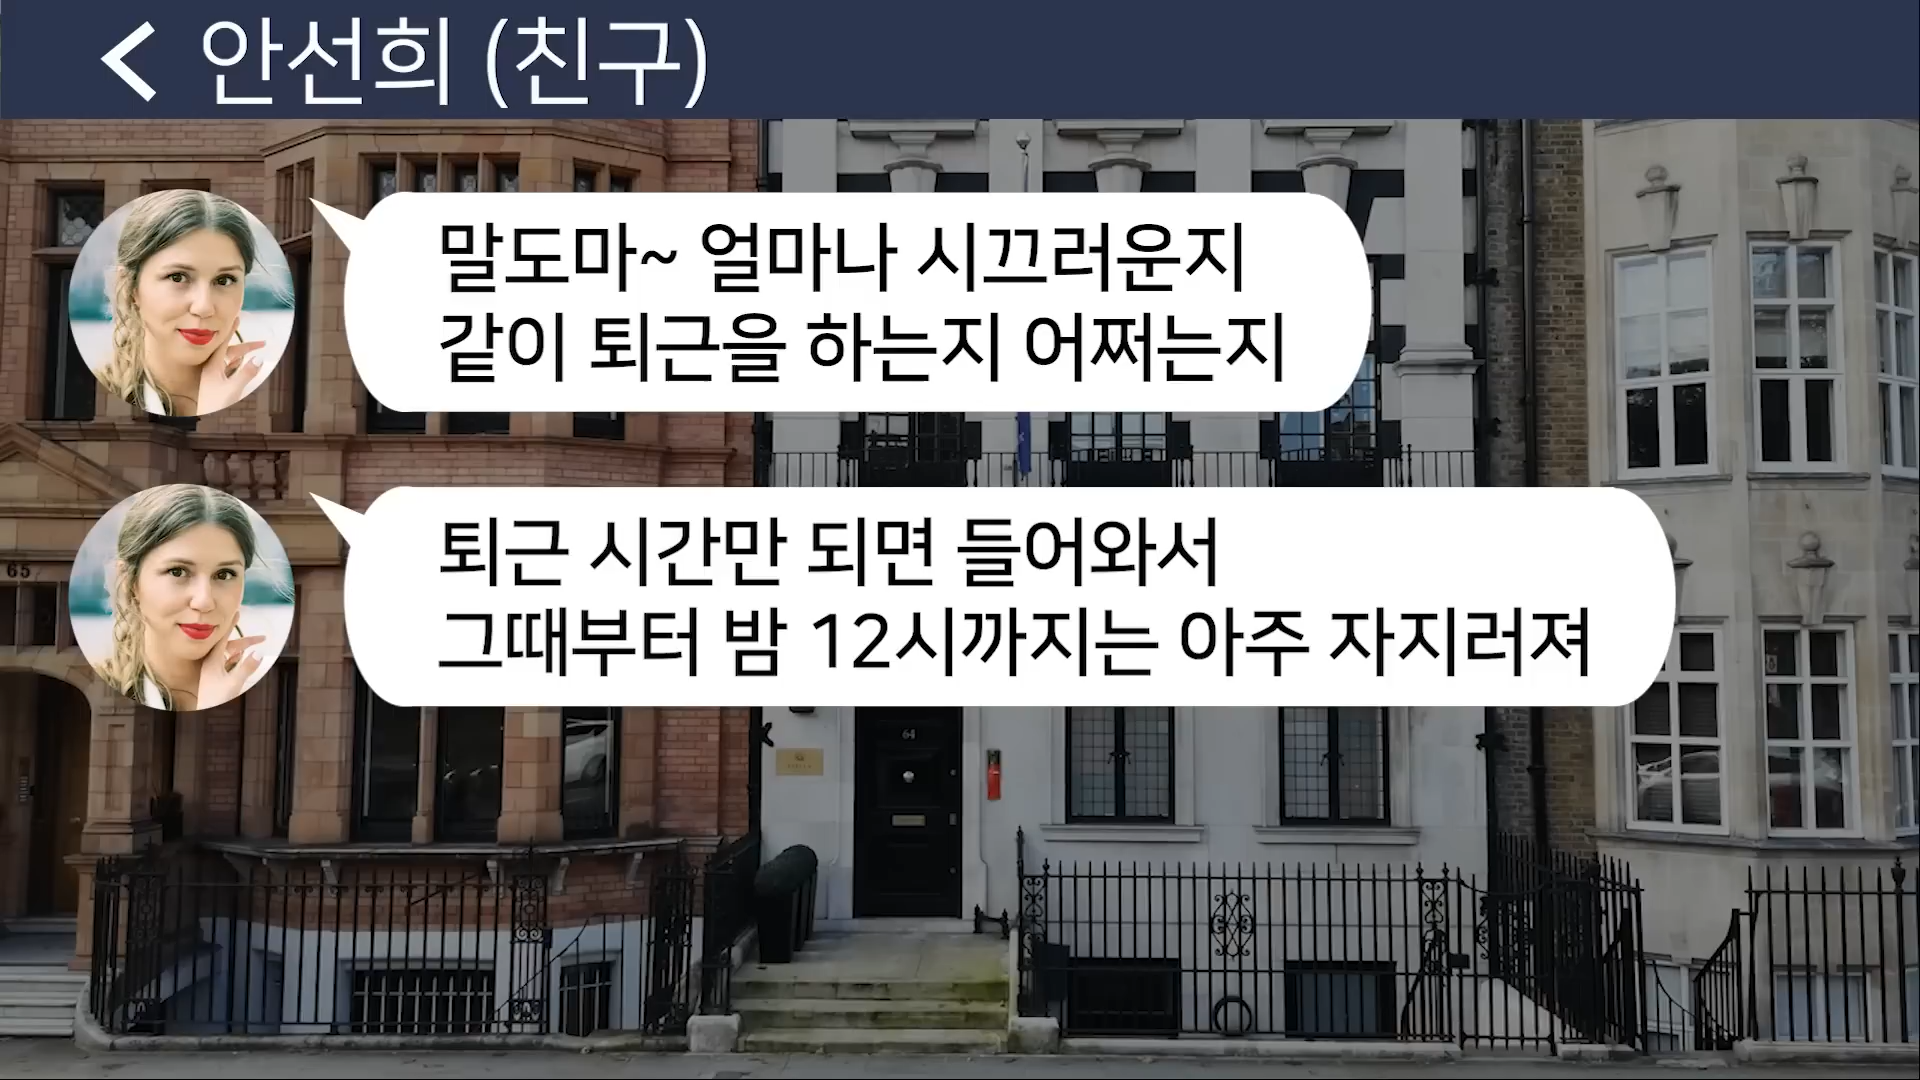 안선희 (친구)
말도마~ 얼마나 시끄러운지
같이 퇴근을 하는지 어쩌는지
퇴근 시간만 되면 들어와서
그때부터 밤 12시까지는 아주 자지러져
65
64